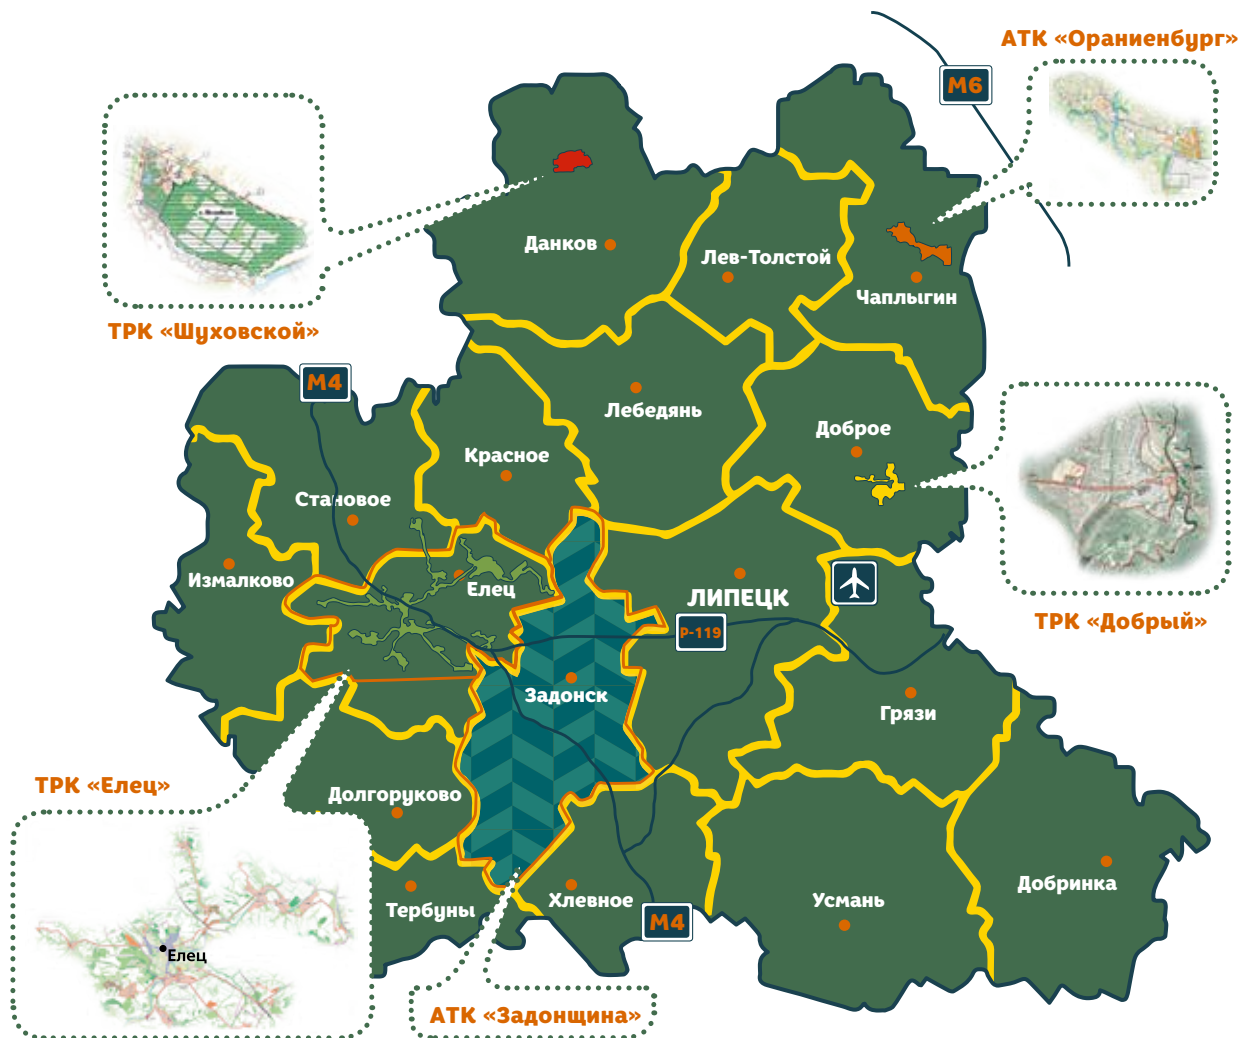 АТК «Ораниенбург»
М6
ТРК «Шуховской»
Данков
Лев-Толстой
Чаплыгин
М4
Лебедянь
Доброе
Красное
Становое
Измалково
Елец
ЛИПЕЦК
ТРК «Добрый»
Р-119
Задонск
Грязи
ТРК «Елец»
Долгоруково
Добринка
Тербуны
Хлевное
Усмань
М4
Елец
АТК «Задонщина»